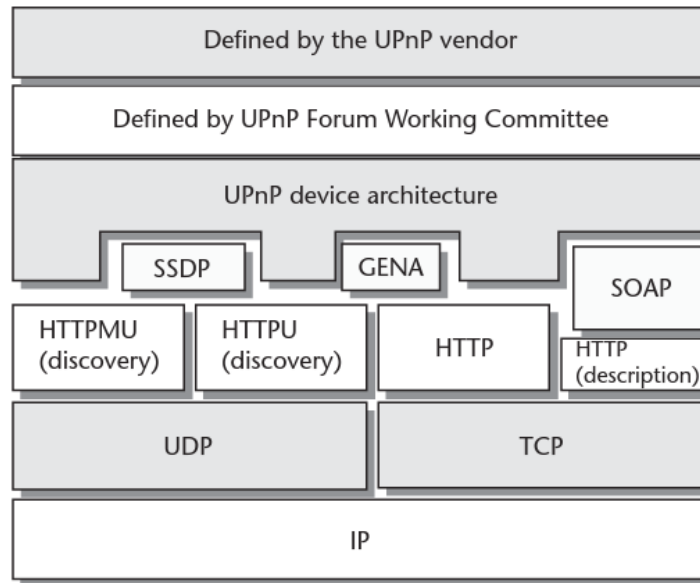 Defined by the UPnP vendor
Defined by UPnP Forum Working Committee
UPnP device architecture
SSDP
GENA
SOAP
HTTPMU
(discovery)
HTTPU
(discovery)
HTTP
HTTP
(description)
UDP
TCP
IP